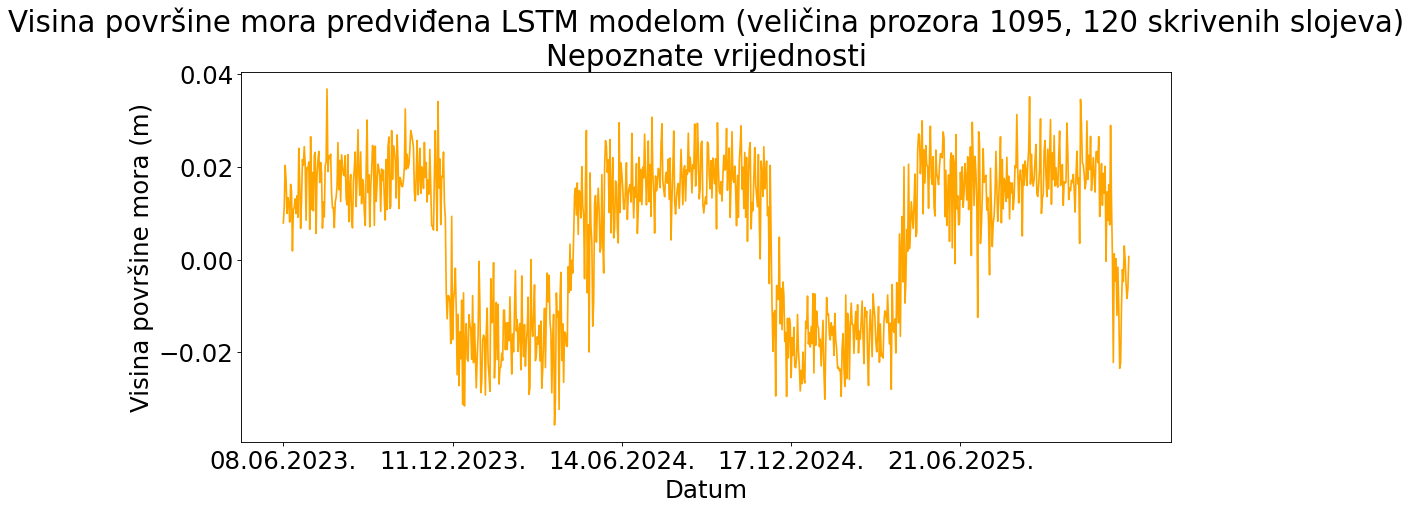 Visina površine mora predviđena LSTM modelom (veličina prozora 1095, 120 skrivenih slojeva)
Nepoznate vrijednosti
0.04
0.02
0.00
−0.02
Visina površine mora (m)
08.06.2023. 11.12.2023. 14.06.2024. 17.12.2024. 21.06.2025.
Datum